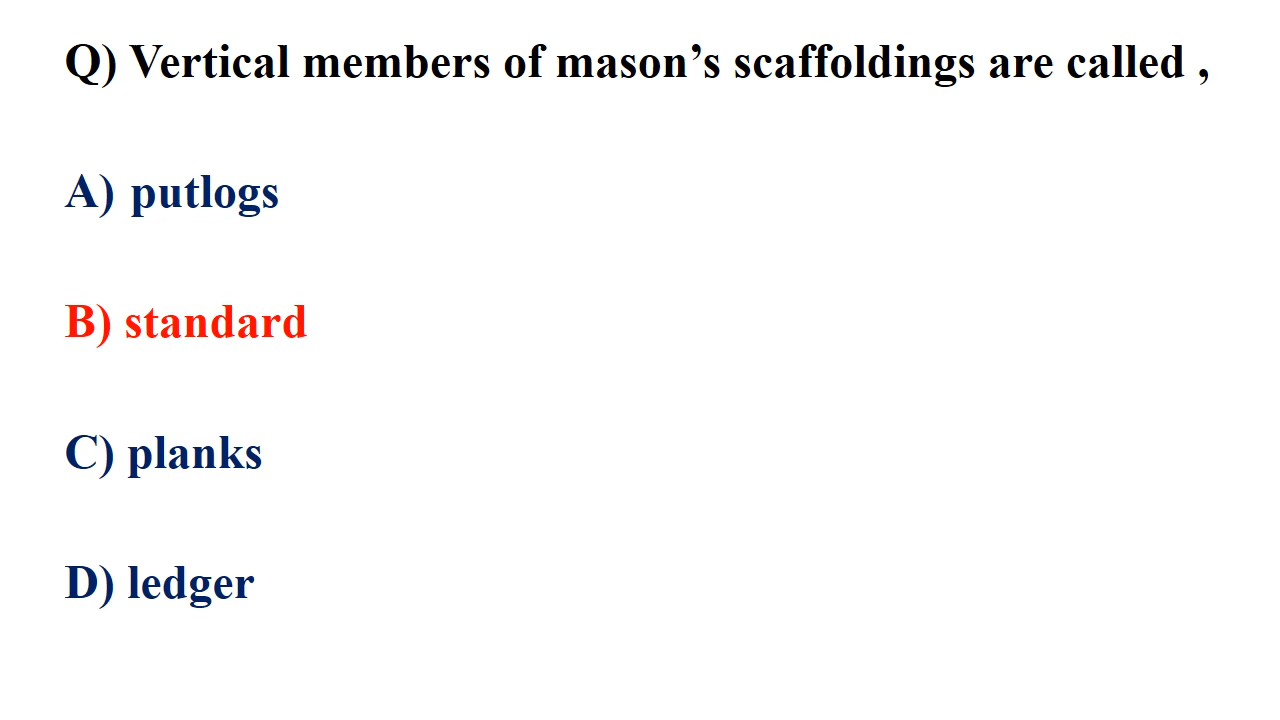 Q) Vertical members of mason’s scaffoldings are called ,
A) putlogs
B) standard
C) planks
D) ledger